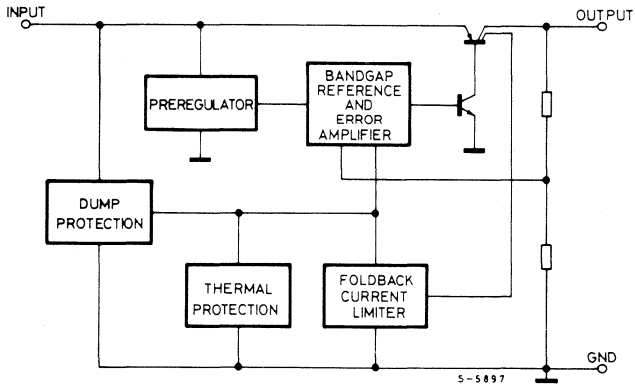 INPUT
OUTPUT
PREREGULATOR
BANDGAP
REFERENCE
AND
ERROR
AMPLIFIER
DUMP
PROTECTION
THERMAL
PROTECTION
FOLDBACK
CURRENT
LIMITER
GND
S-5897